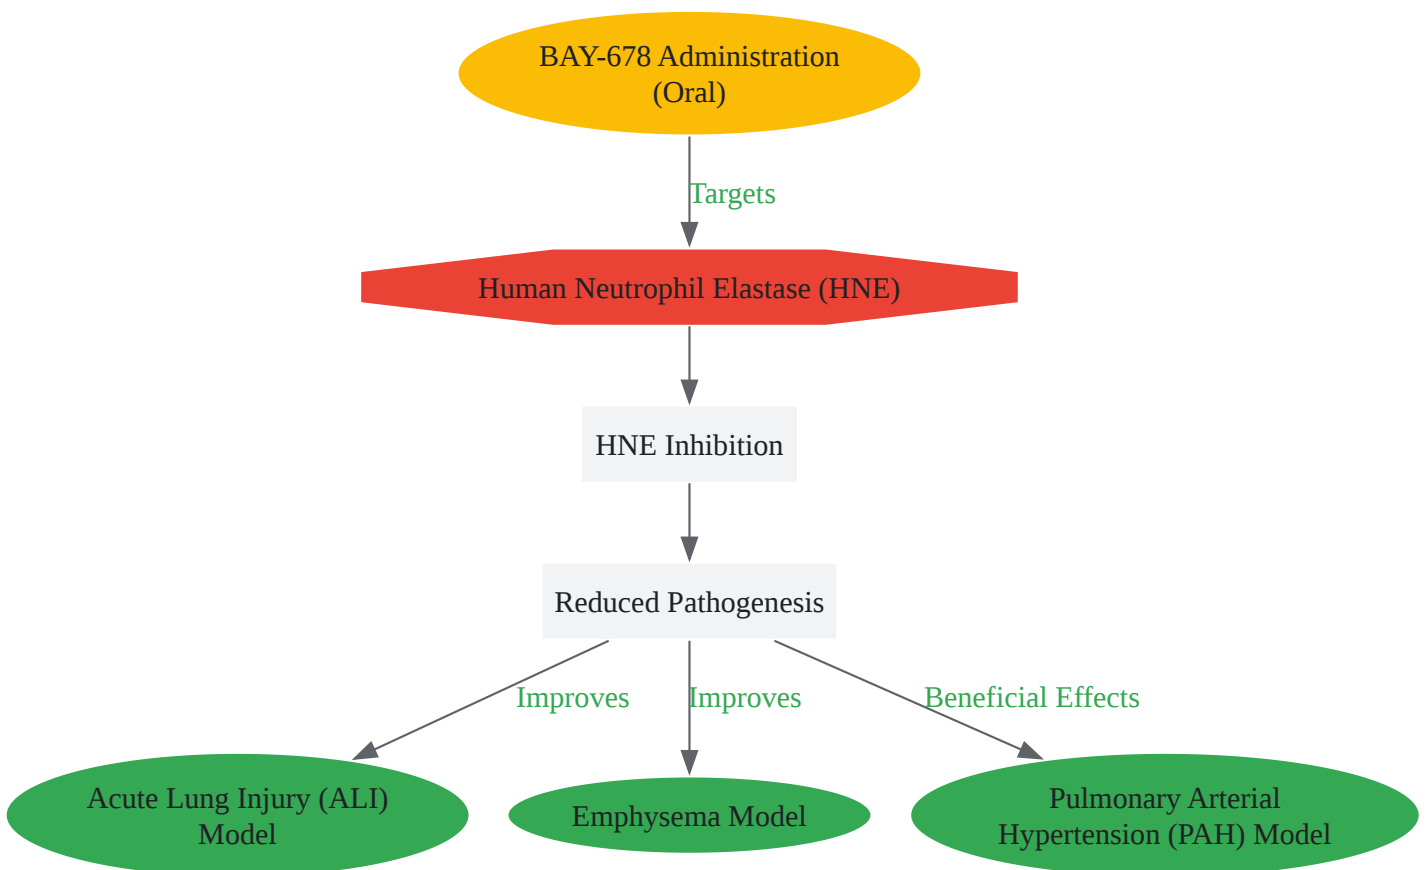 BAY-678 Administration
(Oral)
Targets
Human Neutrophil Elastase (HNE)
HNE Inhibition
Reduced Pathogenesis
Improves
Improves
Beneficial Effects
Acute Lung Injury (ALI)
Model
Emphysema Model
Pulmonary Arterial
Hypertension (PAH) Model